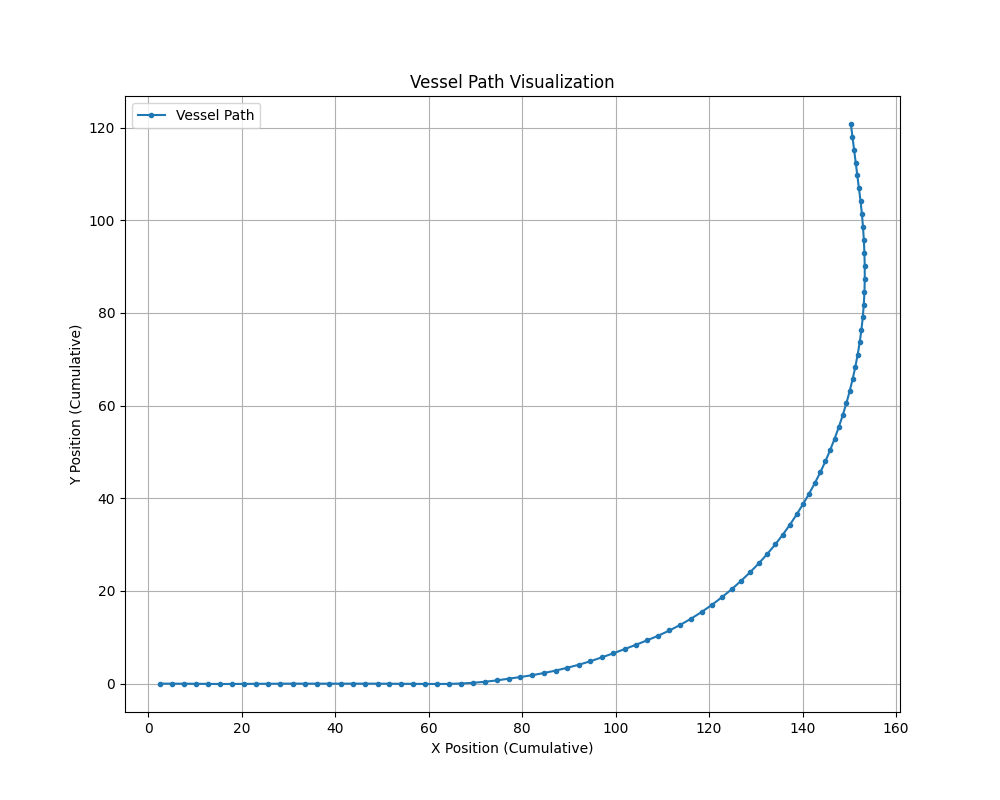 Vessel Path Visualization
Vessel Path
120
100
80
60
40
20
0
Y Position (Cumulative)
0 20 40 60 80 100 120 140 160
X Position (Cumulative)